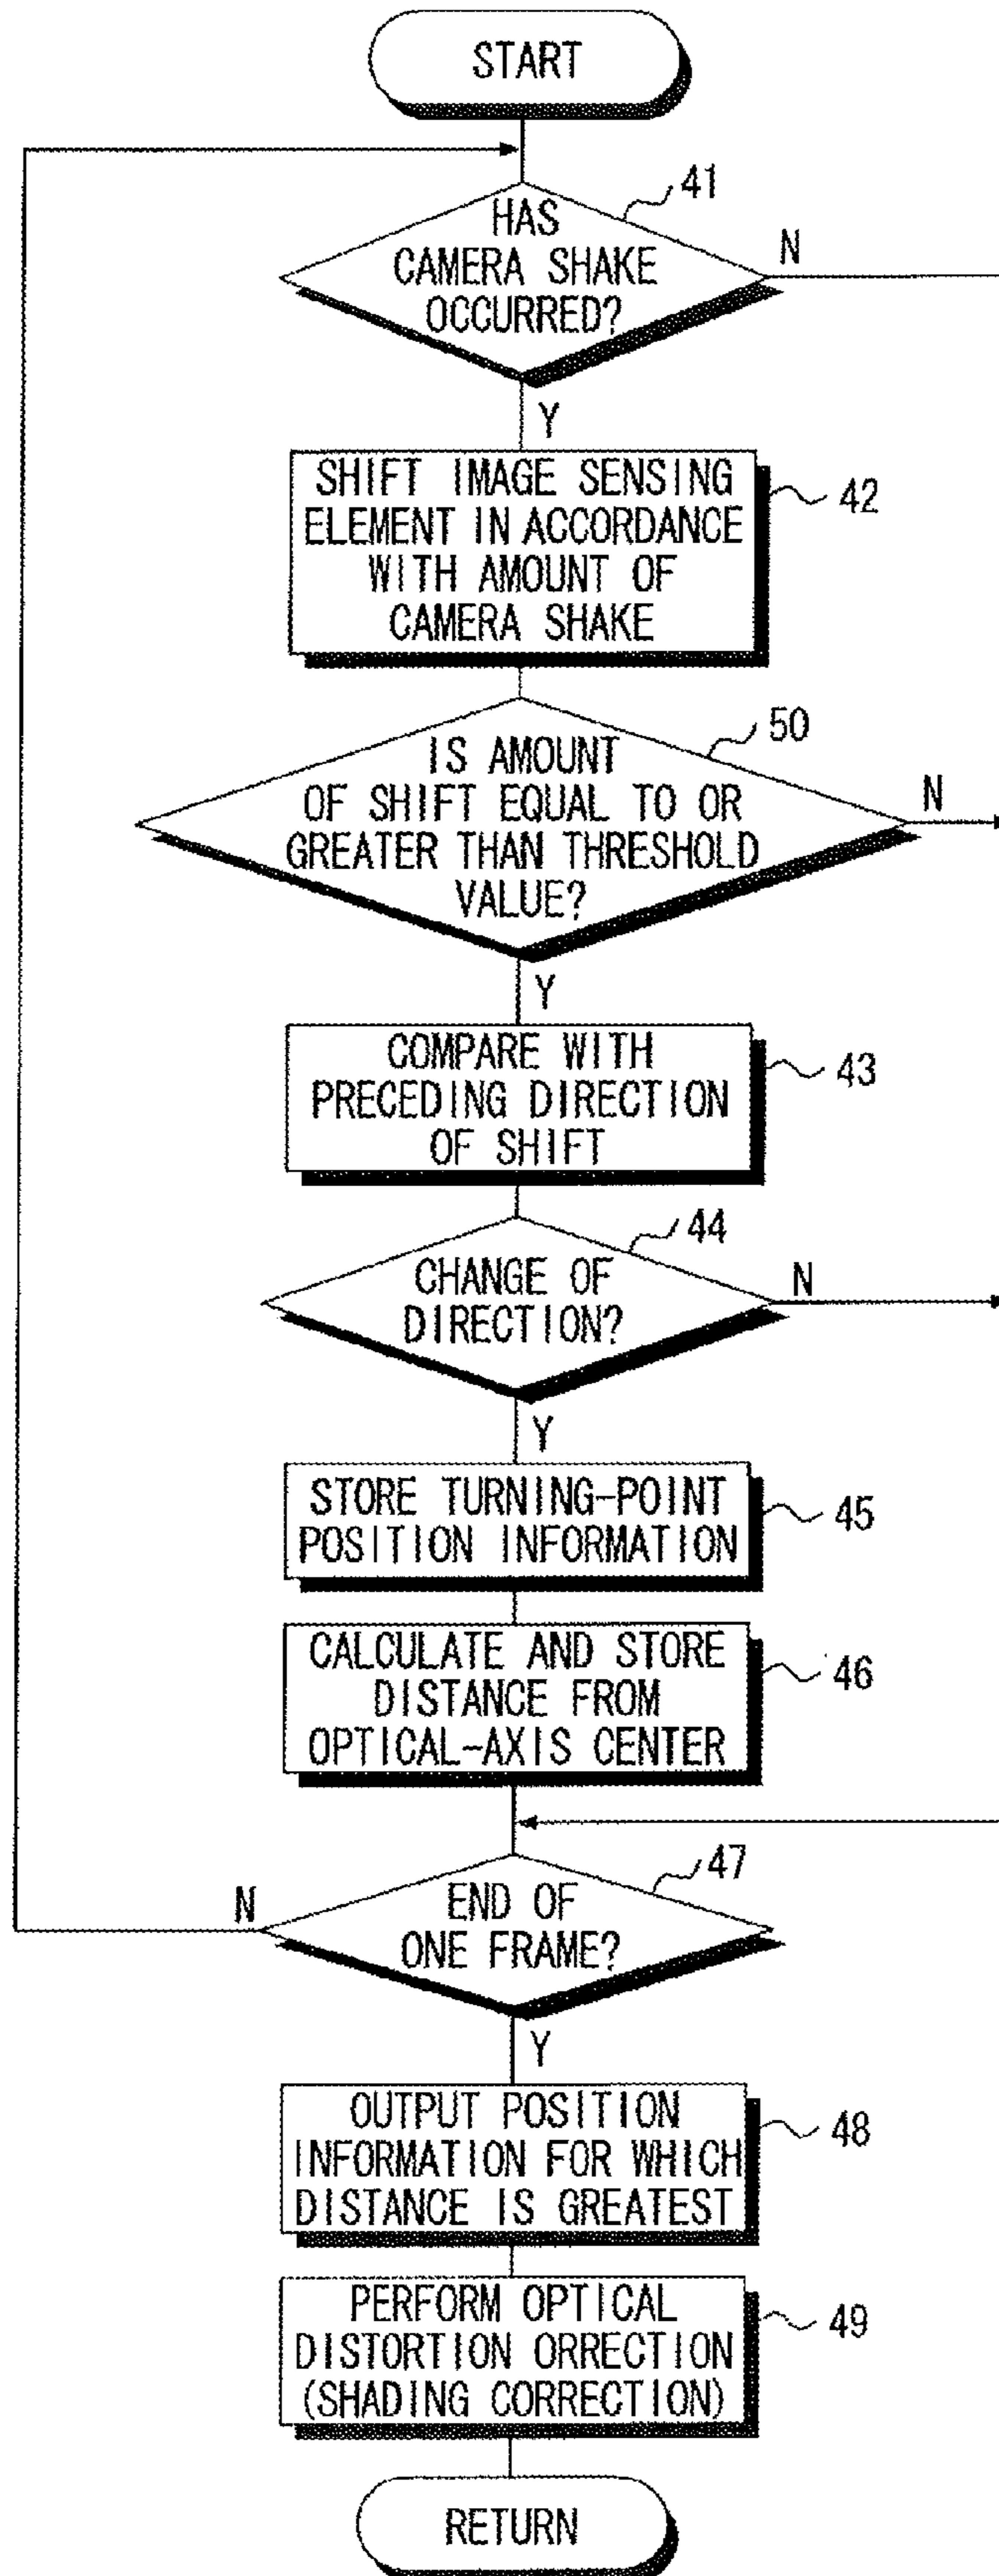 START
41
HAS
CAMERA SHAKE
OCCURRED?
N
Y
SHIFT IMAGE SENSING
ELEMENT IN ACCORDANCE
WITH AMOUNT OF
CAMERA SHAKE
42
50
IS AMOUNT
OF SHIFT EQUAL TO OR
GREATER THAN THRESHOLD
VALUE?
N
Y
COMPARE WITH
PRECEDING DIRECTION
OF SHIFT
43
44
CHANGE OF
DIRECTION?
N
Y
STORE TURNING-POINT
POSITION INFORMATION
45
CALCULATE AND STORE
DISTANCE FROM
OPTICAL-AXIS CENTER
46
47
END OF
ONE FRAME?
N
Y
OUTPUT POSITION
INFORMATION FOR WHICH
DISTANCE IS GREATEST
48
PERFORM OPTICAL
DISTORTION ORRECTION
(SHADING CORRECTION)
49
RETURN